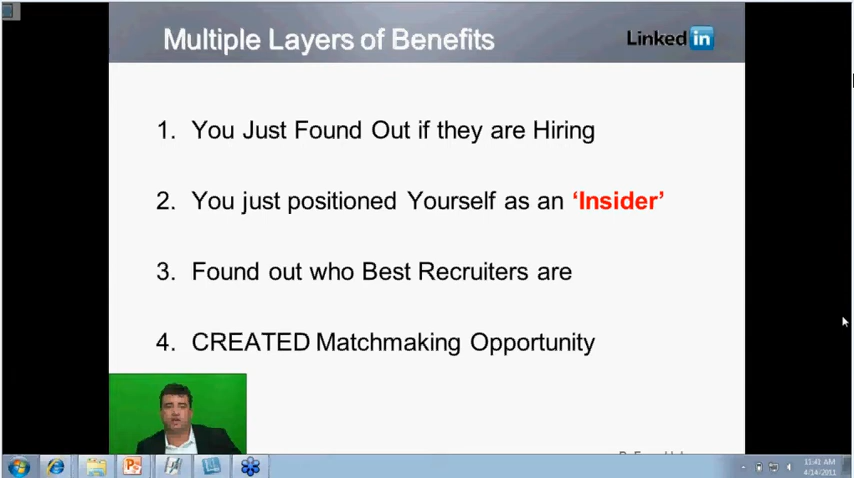 Multiple Layers of Benefits
Linked in
1. You Just Found Out if they are Hiring
2. You just positioned Yourself as an ‘Insider’
3. Found out who Best Recruiters are
4. CREATED Matchmaking Opportunity
11:41 AM
4/14/2011